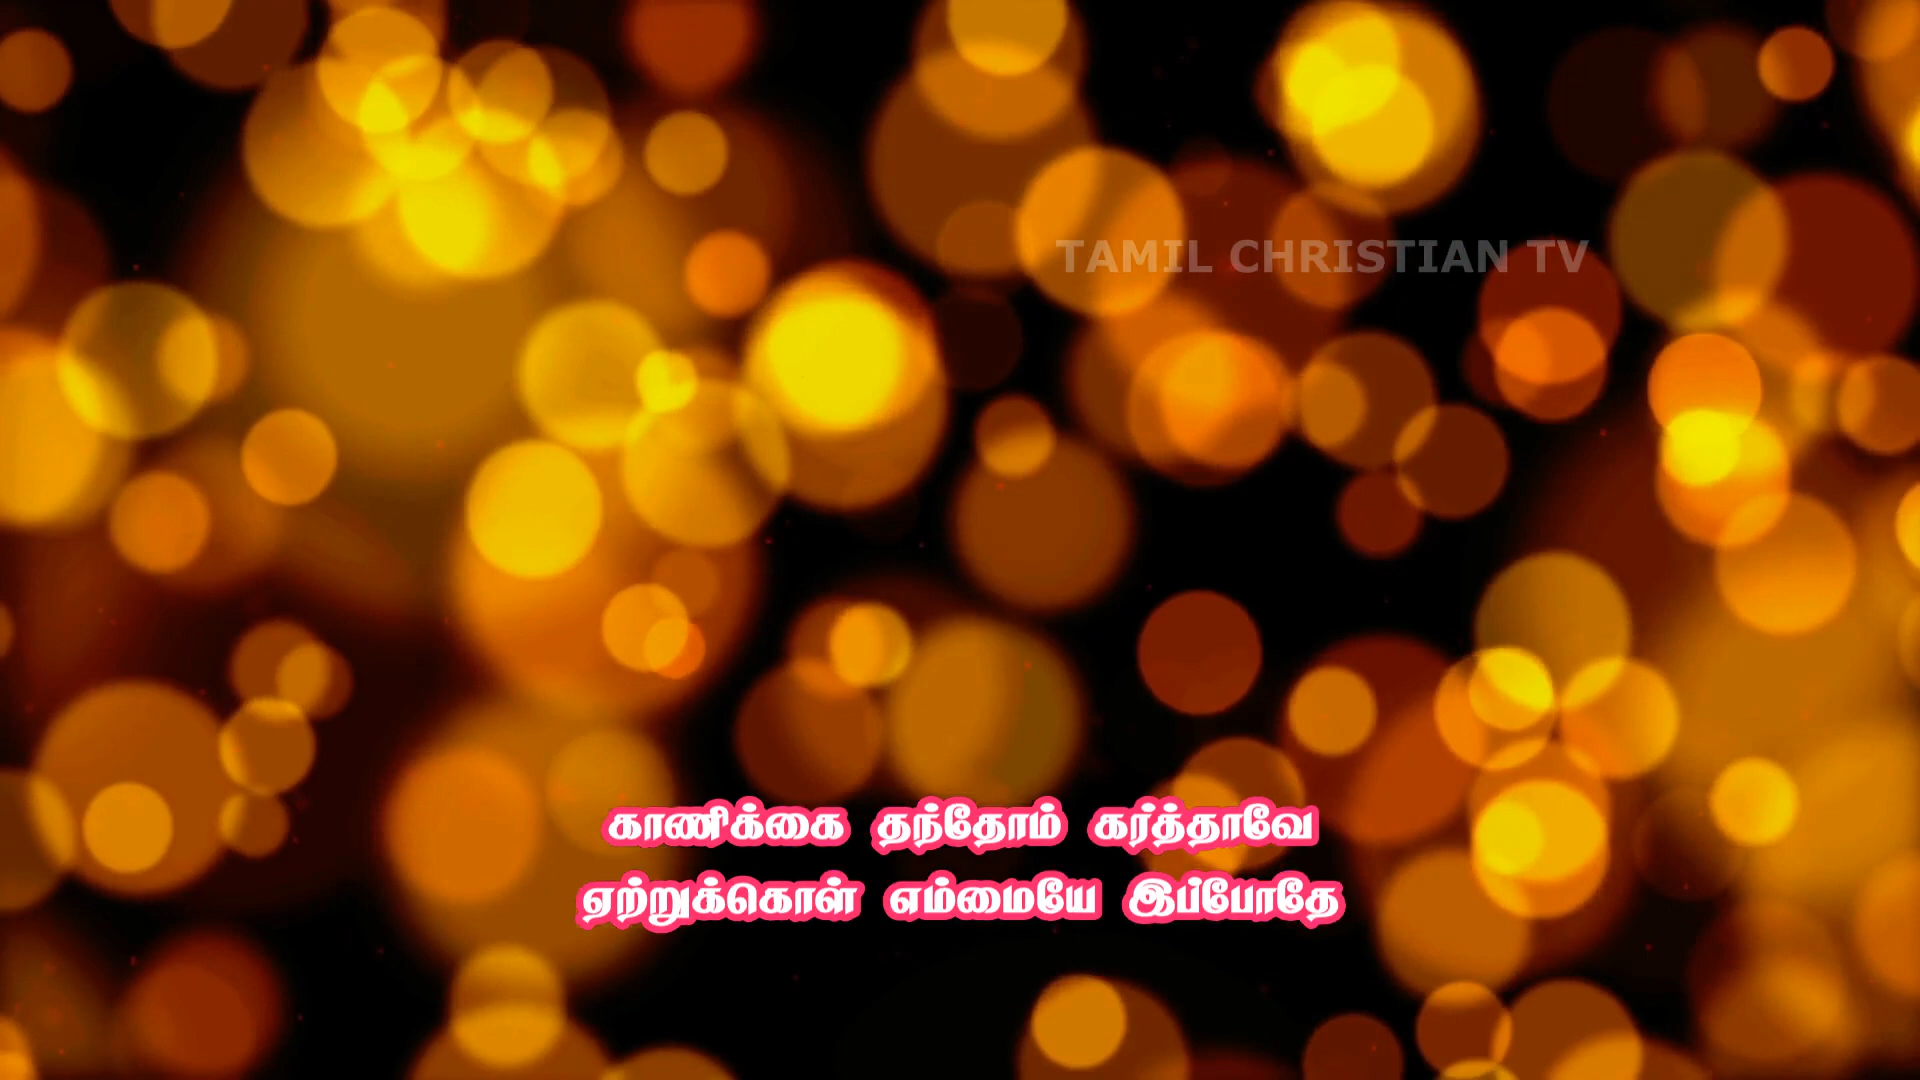 TAMIL CHRISTIAN TV
காணிக்கை தந்தோம் கர்த்தாவே
ஏற்றுக்கொள் எம்மையே இப்போதே